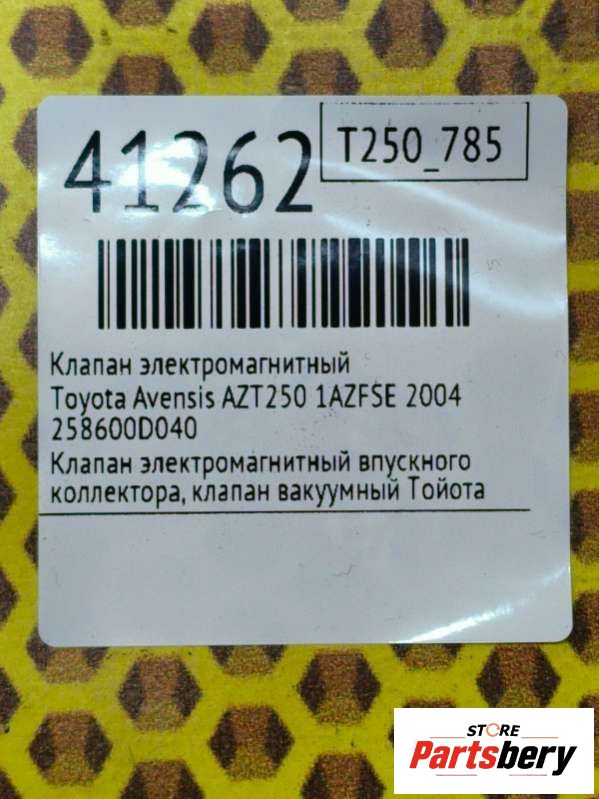 41262
T250_785
Клапан электромагнитный
Toyota Avensis AZT250 1AZFSE 2004
258600D040
Клапан электромагнитный впускного
коллектора, клапан вакуумный Тойота
STORE
Partsbery